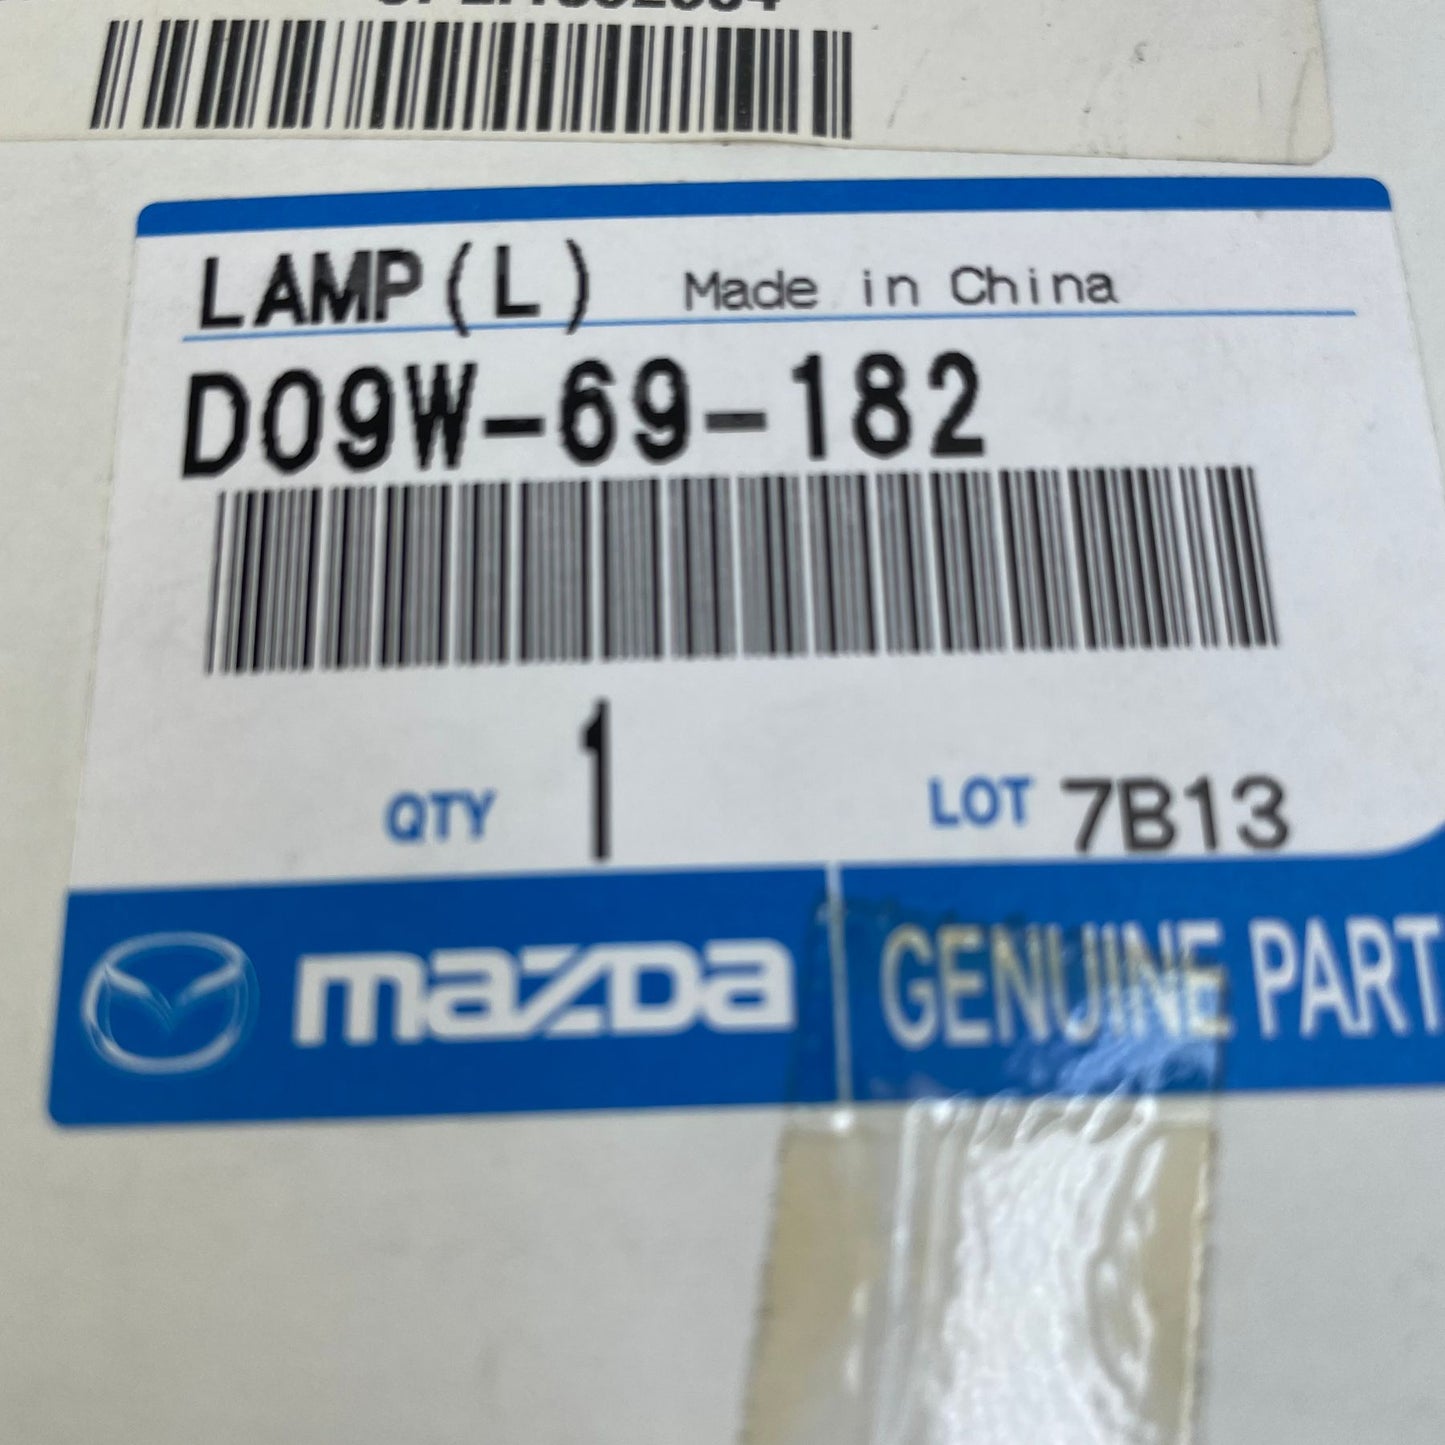 LAMP(L) Made in China
D09W-69-182
QTY 1 LOT 7B13
mazda GENUINE PART